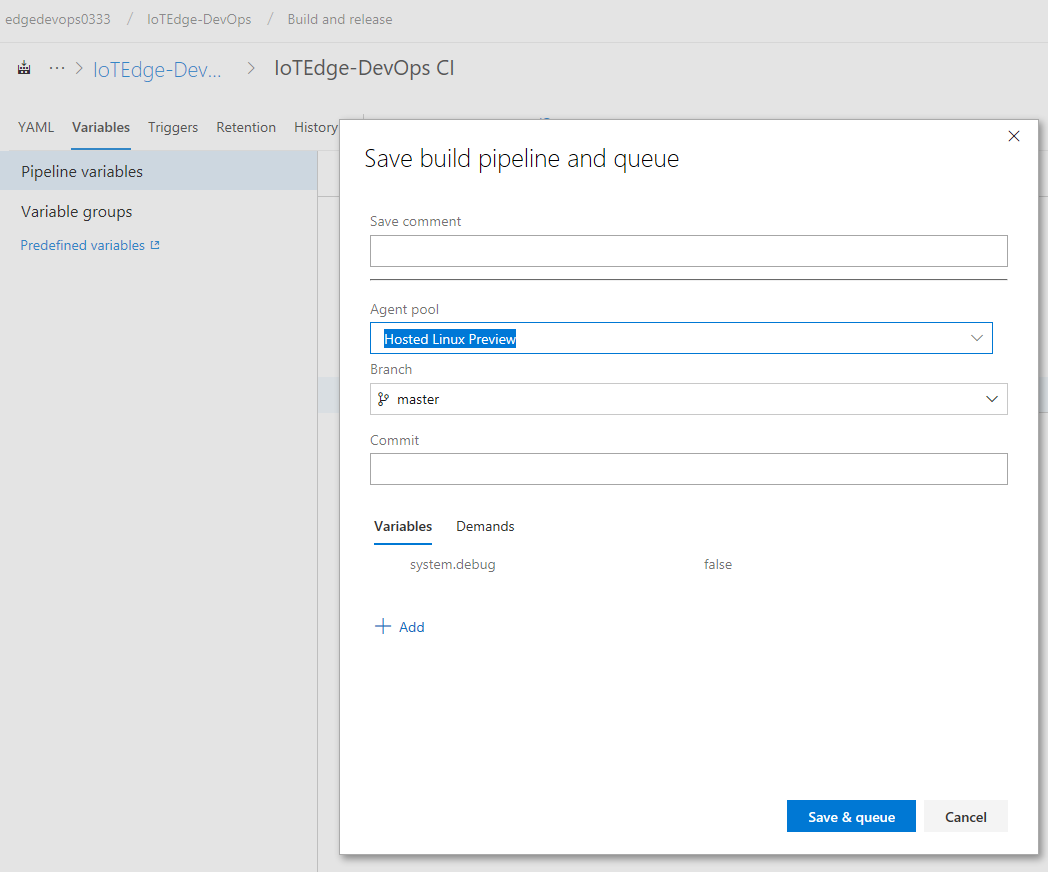 edgedevops0333 / IoTEdge-DevOps / Build and release
··· > IoTEdge-Dev... > IoTEdge-DevOps CI
YAML Variables Triggers Retention History
Pipeline variables
Variable groups
Predefined variables
Save build pipeline and queue
Save comment
Agent pool
Hosted Linux Preview
Branch
master
Commit
Variables Demands
system.debug false
+ Add
Save & queue Cancel